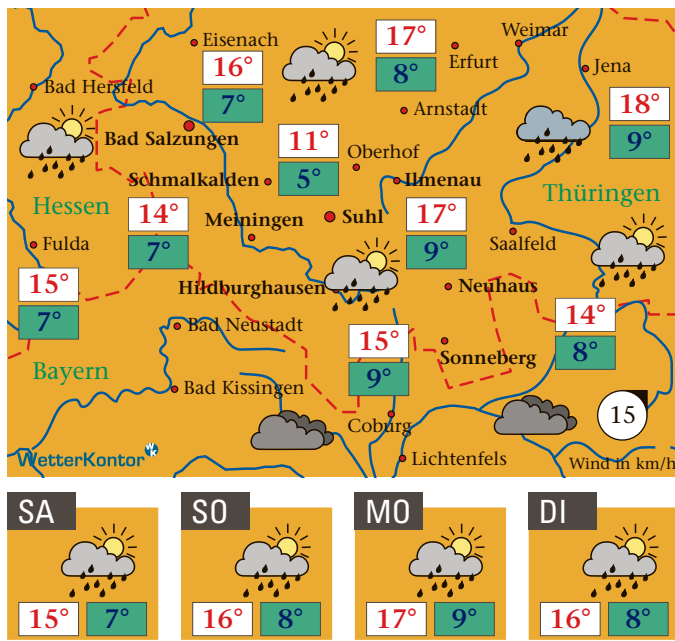 Eisenach
17°
8°
Weimar
Erfurt
16°
7°
Jena
Bad Hersfeld
Arnstadt
18°
9°
Bad Salzungen
11°
5°
Oberhof
Schmalkalden
Ilmenau
Thüringen
Hessen
14°
7°
Meiningen
Suhl
17°
9°
Saalfeld
Fulda
15°
7°
Hildburghausen
Neuhaus
14°
8°
Bad Neustadt
15°
9°
Sonneberg
Bayern
Bad Kissingen
Coburg
15
WetterKontor WK
Lichtenfels
Wind in km/h
SA
15° 7°
SO
16° 8°
MO
17° 9°
DI
16° 8°